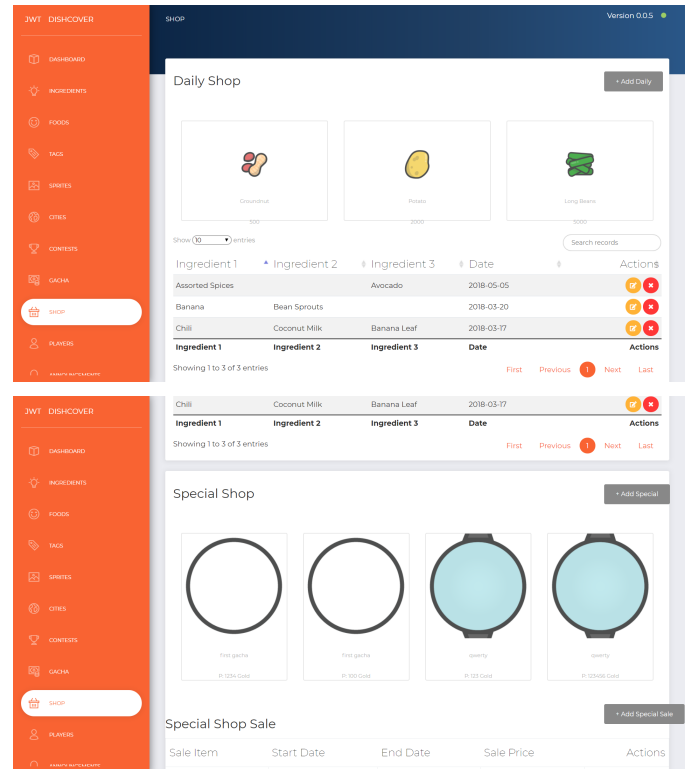 JWT DISHCOVER
SHOP
Version 0.0.5
DASHBOARD
INGREDIENTS
FOODS
TAGS
SPRITES
CITIES
CONTESTS
GACHA
SHOP
PLAYERS
ANNOUNCEMENTS
Daily Shop
+ Add Daily
Groundnut
500
Potato
2000
Long Beans
3000
Show 10 entries
Search records
Ingredient 1 Ingredient 2 Ingredient 3 Date Actions
Assorted Spices Avocado 2018-05-05
Banana Bean Sprouts 2018-03-20
Chili Coconut Milk Banana Leaf 2018-03-17
Ingredient 1 Ingredient 2 Ingredient 3 Date Actions
Showing 1 to 3 of 3 entries
First Previous 1 Next Last
JWT DISHCOVER
DASHBOARD
INGREDIENTS
FOODS
TAGS
SPRITES
CITIES
CONTESTS
GACHA
SHOP
PLAYERS
ANNOUNCEMENTS
Chili Coconut Milk Banana Leaf 2018-03-17
Ingredient 1 Ingredient 2 Ingredient 3 Date Actions
Showing 1 to 3 of 3 entries
First Previous 1 Next Last
Special Shop
+ Add Special
first gacha
P: 1234 Gold
first gacha
P: 100 Gold
qwerty
P: 123 Gold
qwerty
P: 123456 Gold
Special Shop Sale
+ Add Special Sale
Sale Item Start Date End Date Sale Price Actions